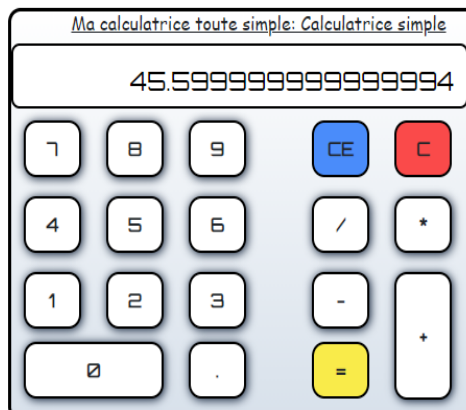 Ma calculatrice toute simple: Calculatrice simple
45.599999999999994
7 8 9 CE C
4 5 6 / *
1 2 3 - +
0 . =